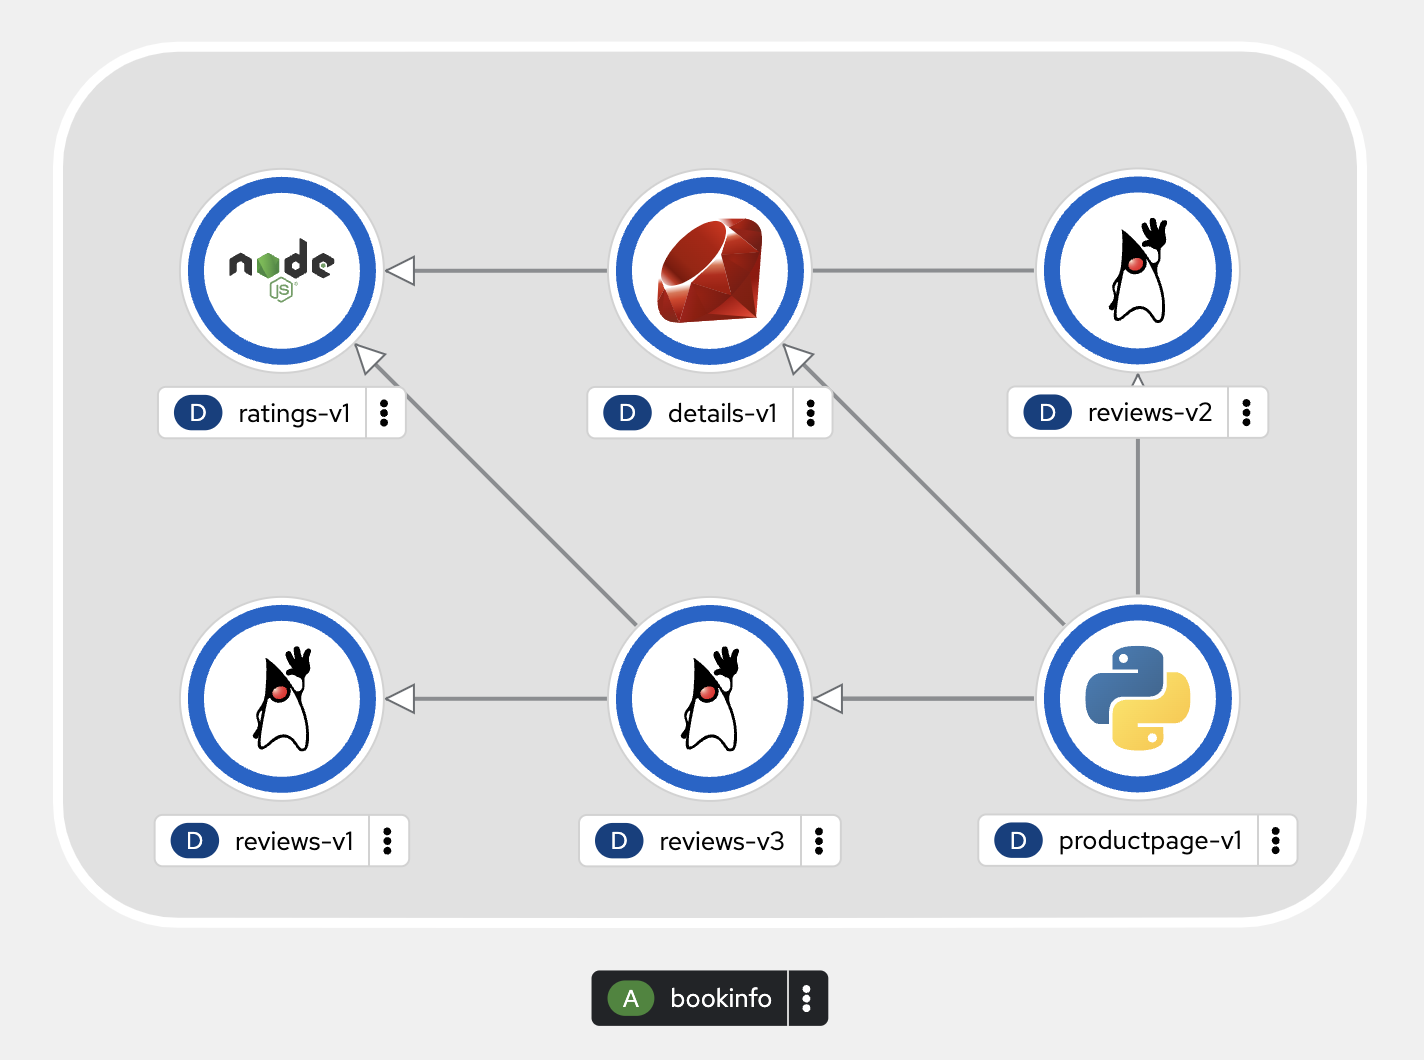 node
JS
D ratings-v1
D details-v1
D reviews-v2
D reviews-v1
D reviews-v3
D productpage-v1
A bookinfo